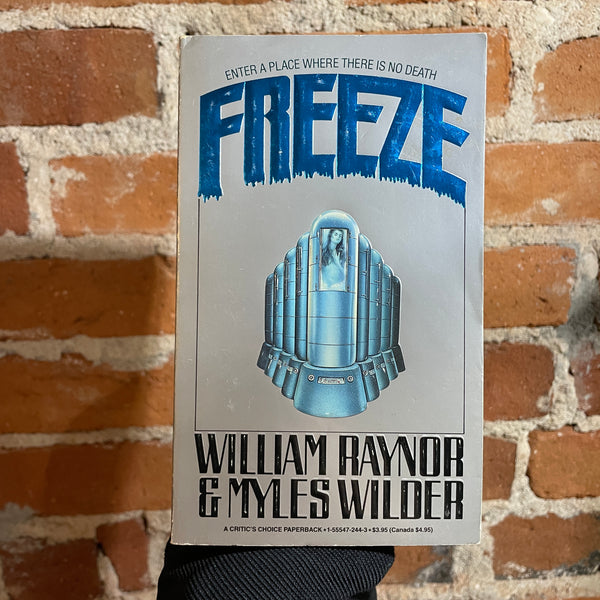 ENTER A PLACE WHERE THERE IS NO DEATH
FREEZE
WILLIAM RAYNOR
& MYLES WILDER
A CRITIC'S CHOICE PAPERBACK •1-55547-244-3 • $3.95 (Canada $4.95)